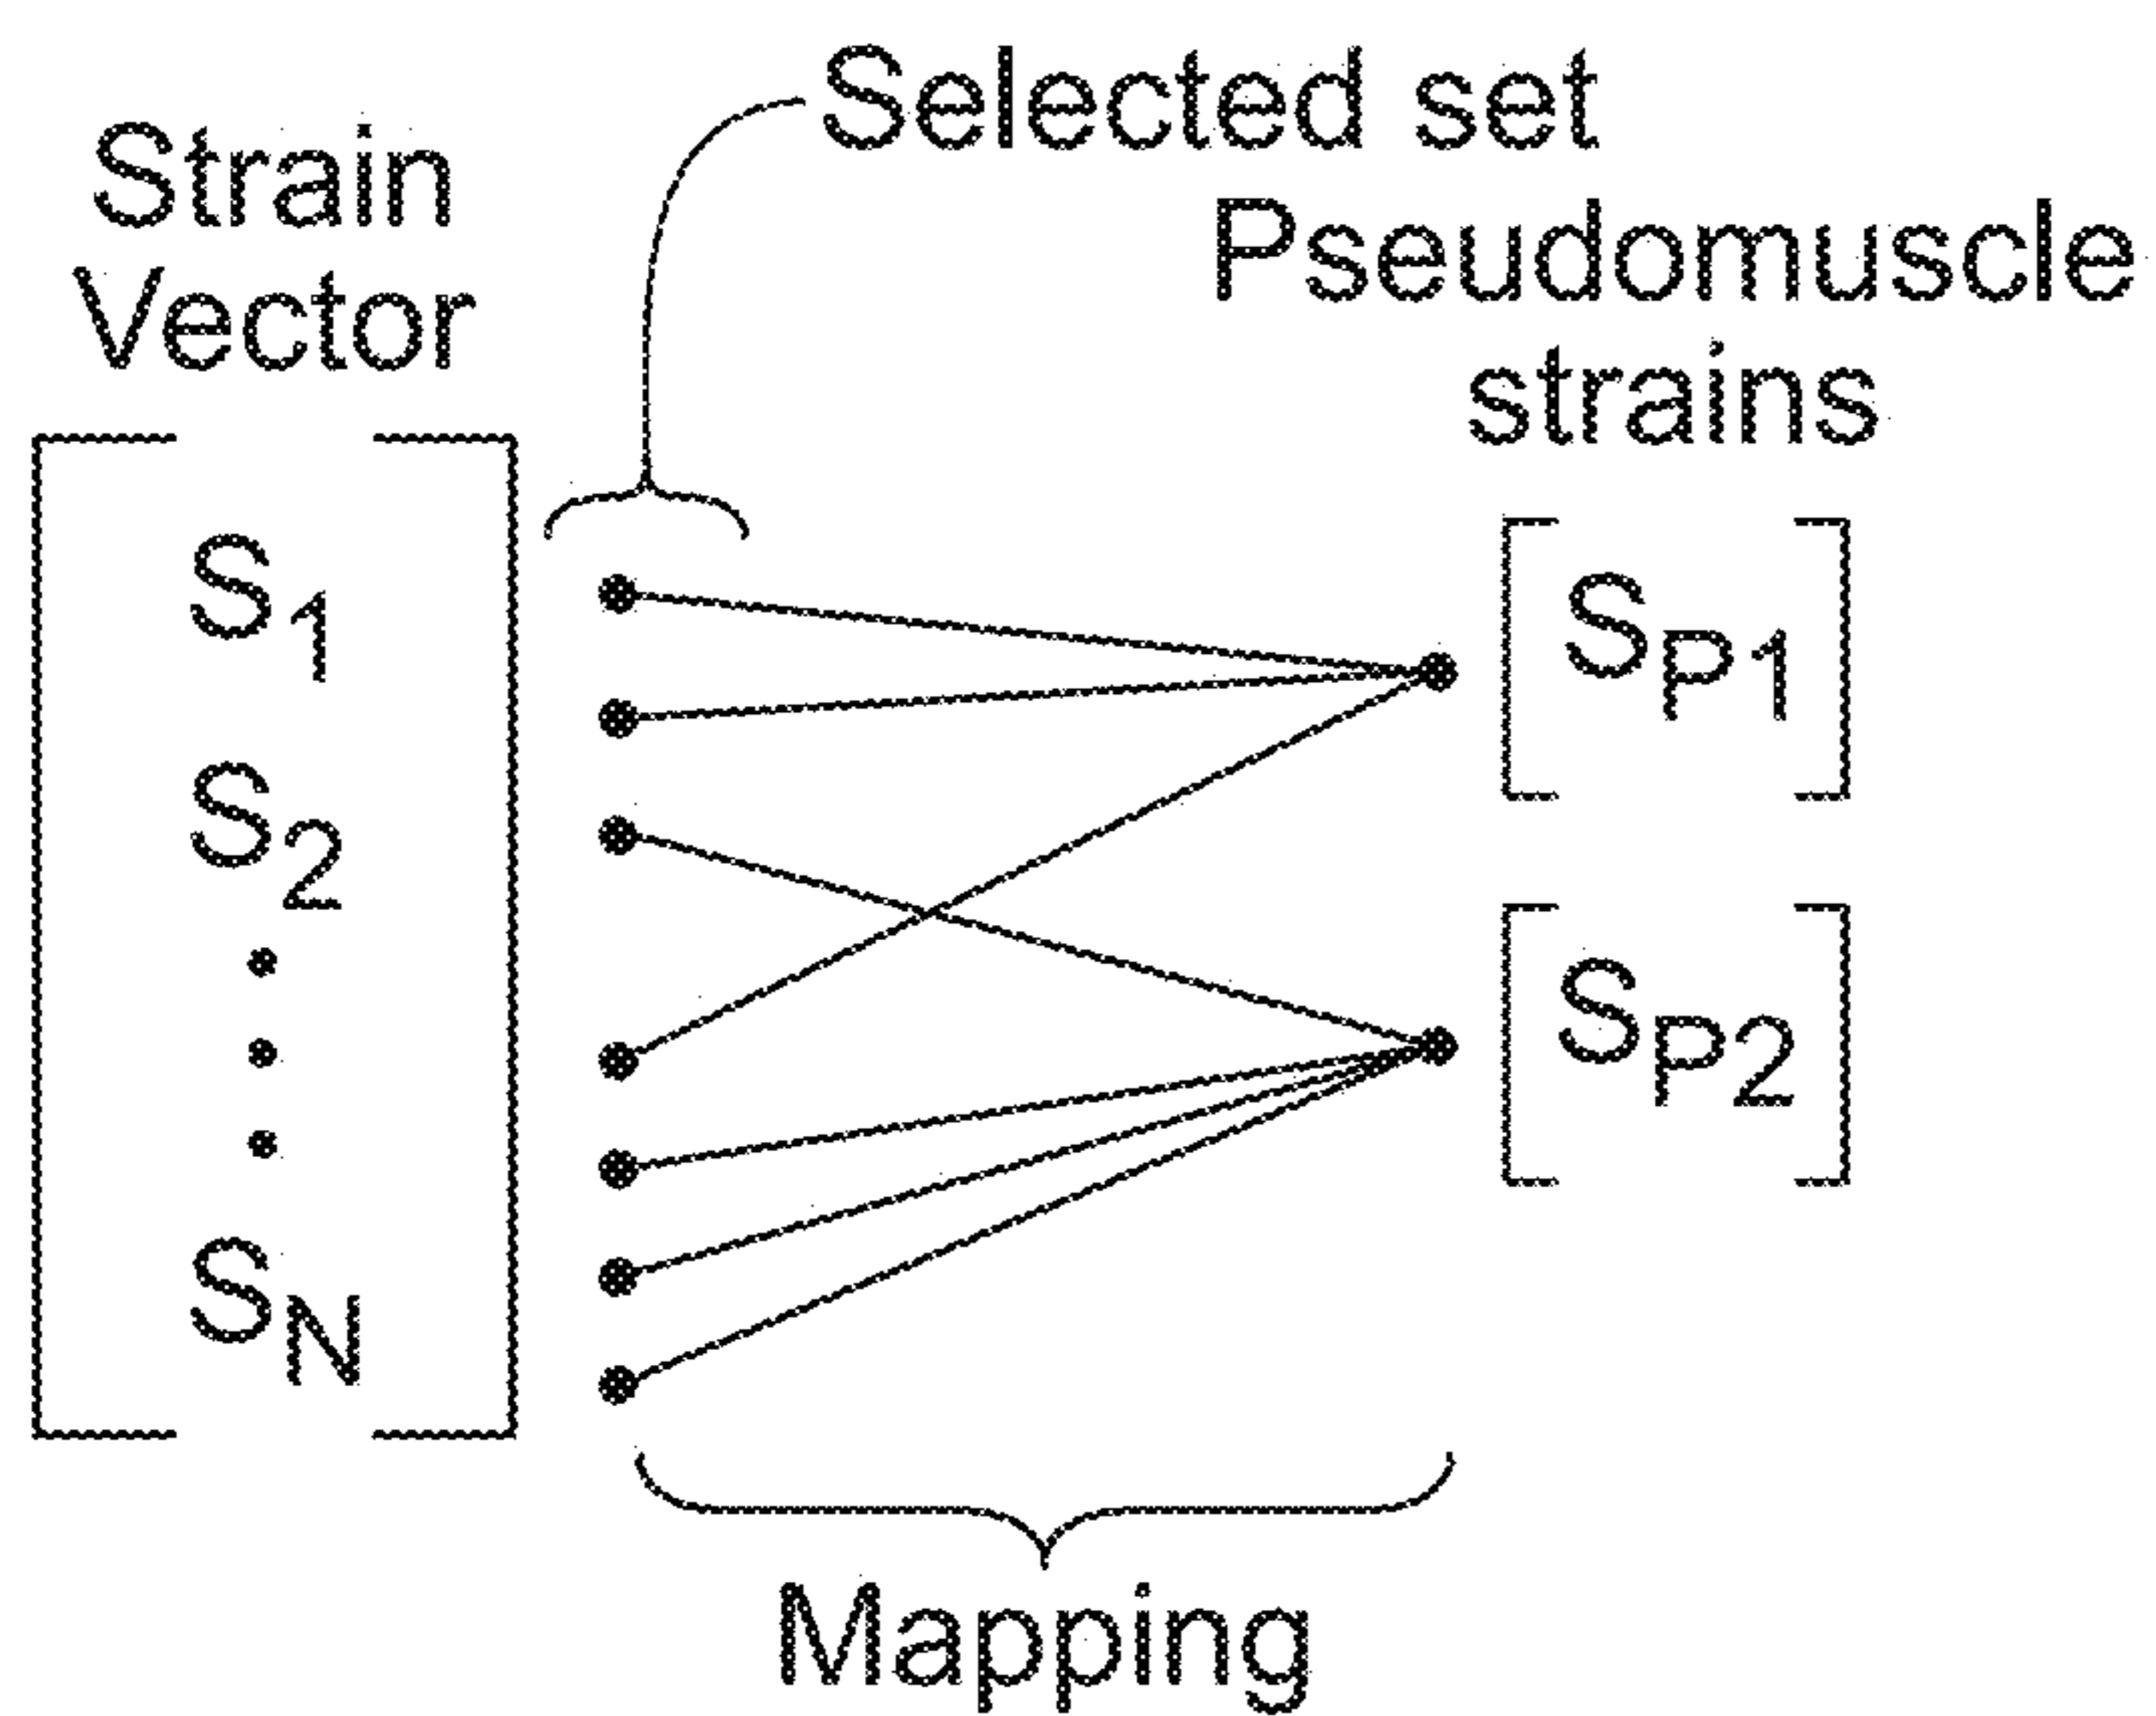 Selected set
Strain
Vector
Pseudomuscle
strains
S1
S2
SN
SP1
SP2
Mapping